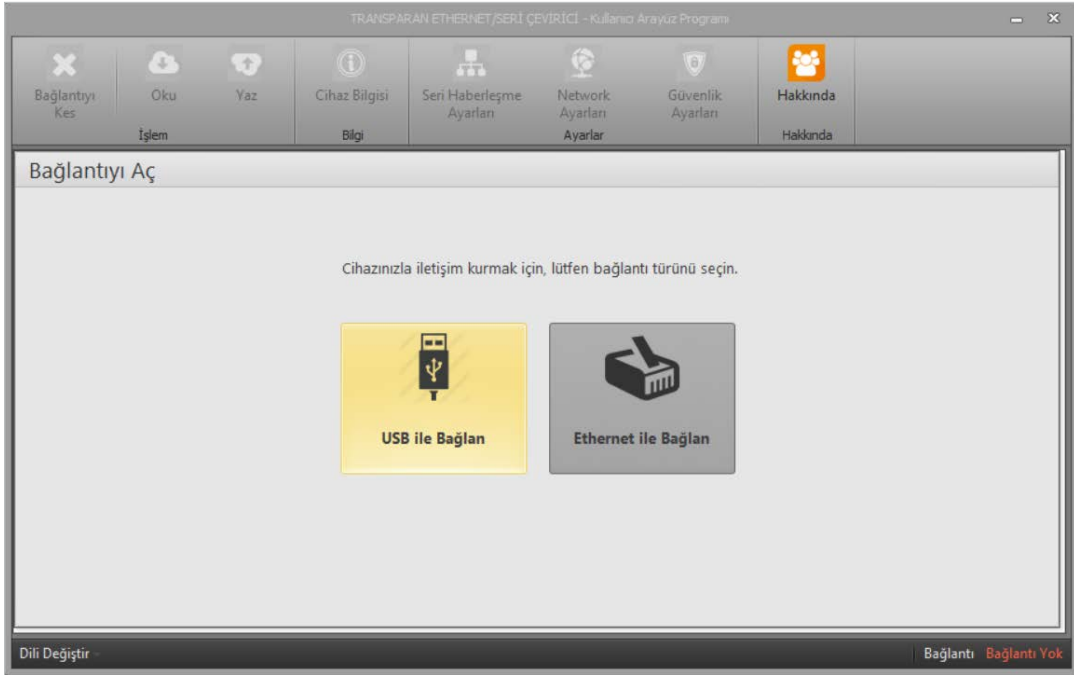 TRANSPARAN ETHERNET/SERİ ÇEVİRİCİ - Kullanıcı Arayüz Programı
Bağlantıyı Kes
Oku
Yaz
İşlem
Cihaz Bilgisi
Bilgi
Seri Haberleşme Ayarları
Network Ayarları
Güvenlik Ayarları
Ayarlar
Hakkında
Hakkında
Bağlantıyı Aç
Cihazınızla iletişim kurmak için, lütfen bağlantı türünü seçin.
USB ile Bağlan
Ethernet ile Bağlan
Dili Değiştir
Bağlantı Bağlantı Yok